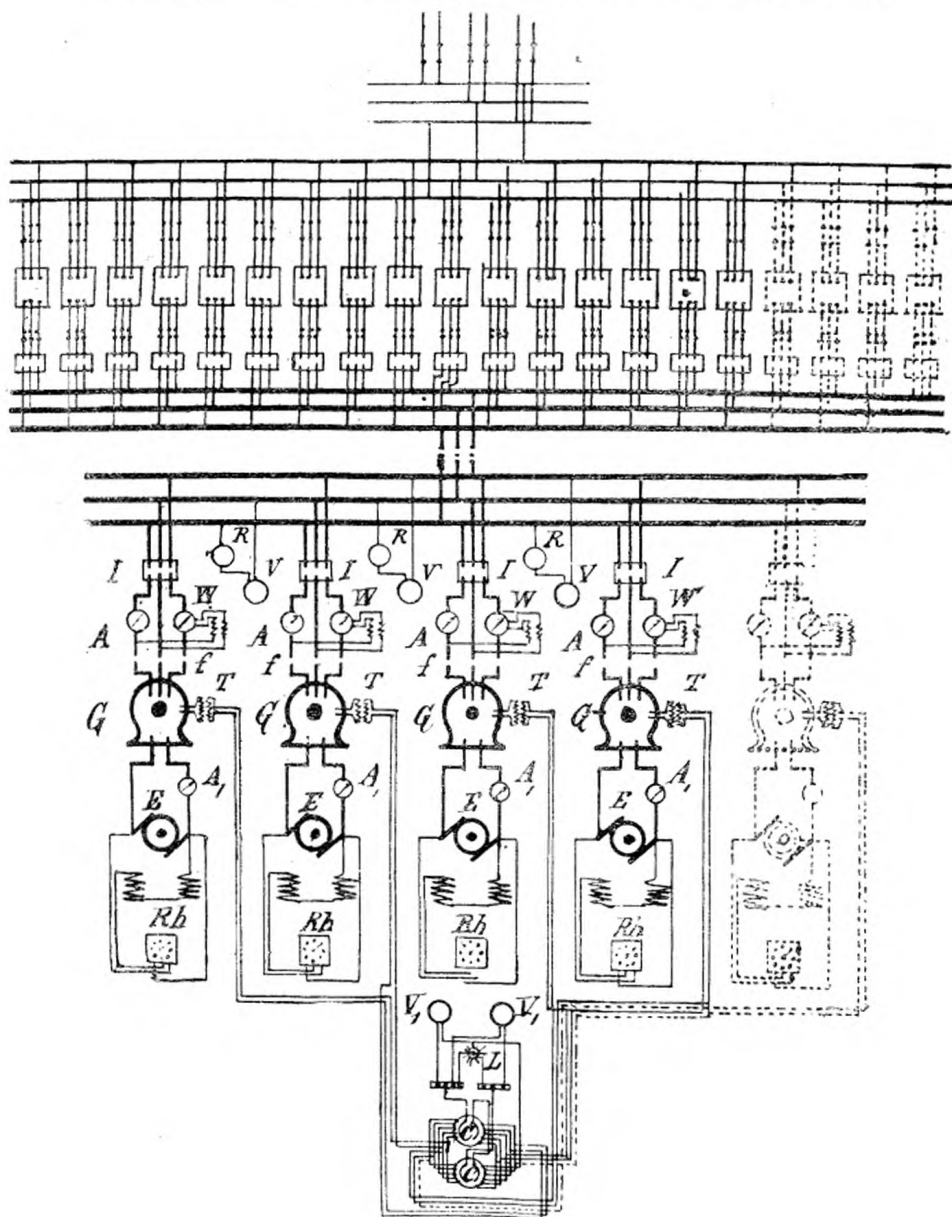 R R R
I V I V I V I
W W W W
A A A A
f f f f
T T T T
G G G G
A₁ A₁ A₁ A₁
E E E E
Rh Rh Rh Rh
V₁ V₁
L
C
C